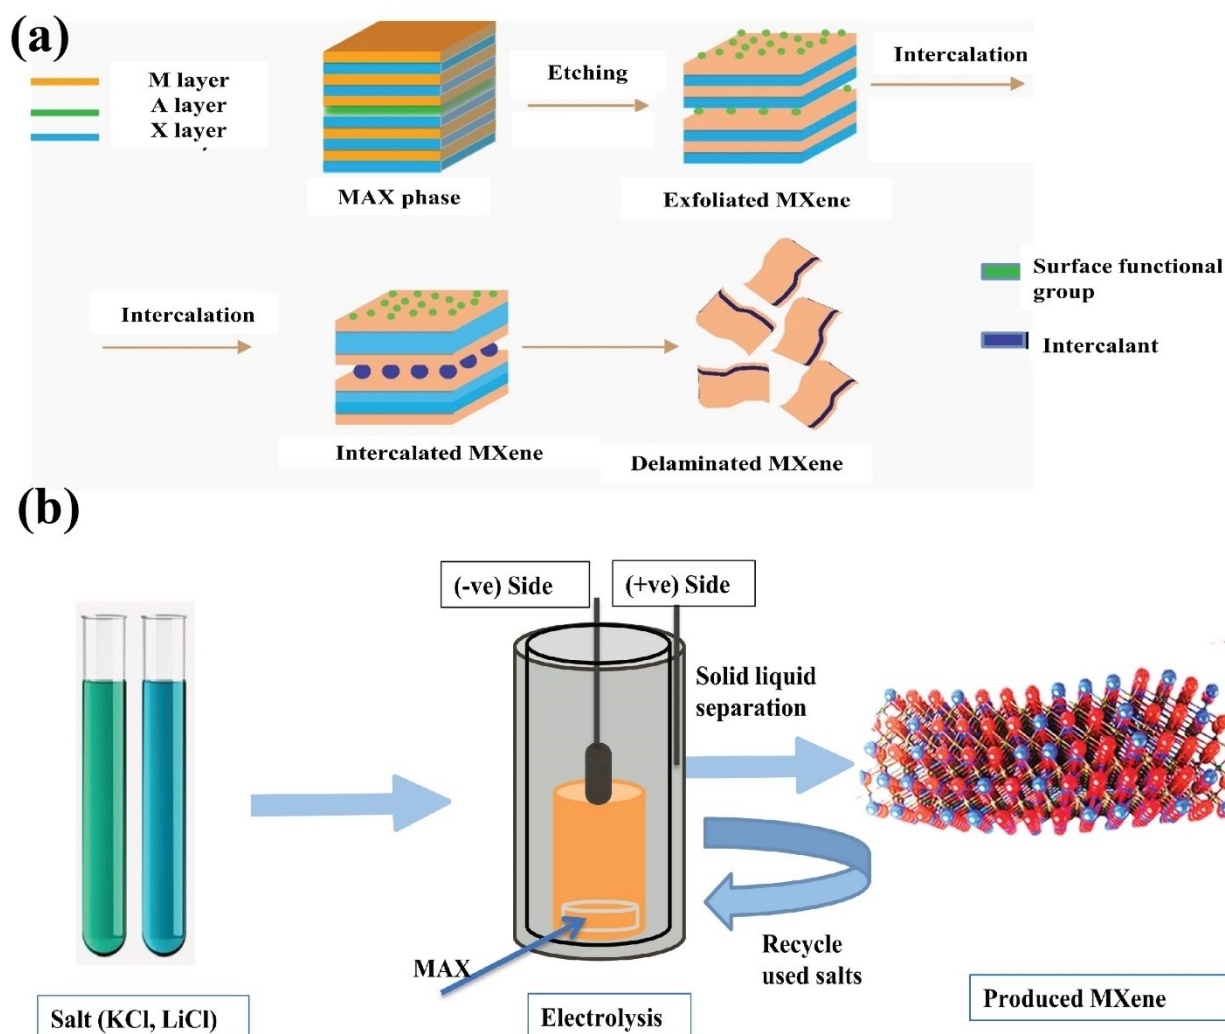 (a)
M layer
A layer
X layer
MAX phase
Etching
Exfoliated MXene
Intercalation
Intercalation
Intercalated MXene
Delaminated MXene
Surface functional
group
Intercalant
(b)
(-ve) Side
(+ve) Side
Solid liquid
separation
MAX
Recycle
used salts
Salt (KCl, LiCl)
Electrolysis
Produced MXene